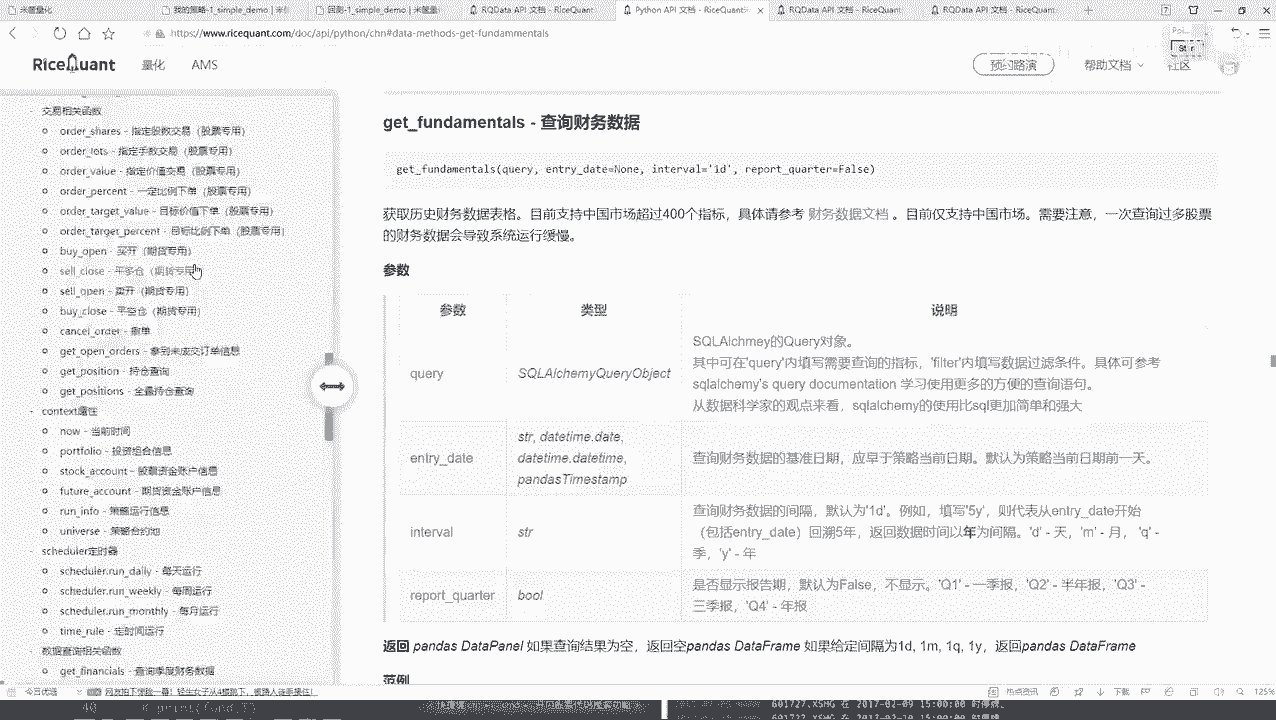 米筐量化
我的策略-1_simple_demo | 米筐
回测-1_simple_demo | 米筐量
RQData API 文档 - RiceQuant
Python API 文档 - RiceQuant
RQData API 文档 - RiceQuant
RQData API 文档 - RiceQuant
https://www.ricequant.com/doc/api/python/chn#data-methods-get-fundammentals
RiceQuant
量化
AMS
预约路演
帮助文档
社区
交易相关函数
order_shares - 指定股数交易（股票专用）
order_lots - 指定手数交易（股票专用）
order_value - 指定价值交易（股票专用）
order_percent - 一定比例下单（股票专用）
order_target_value - 目标价值下单（股票专用）
order_target_percent - 目标比例下单（股票专用）
buy_open - 买开（期货专用）
sell_close - 平多仓（期货专用）
sell_open - 卖开（期货专用）
buy_close - 平空仓（期货专用）
cancel_order - 撤单
get_open_orders - 拿到未成交订单信息
get_position - 持仓查询
get_positions - 全量持仓查询
context属性
now - 当前时间
portfolio - 投资组合信息
stock_account - 股票资金账户信息
future_account - 期货资金账户信息
run_info - 策略运行信息
universe - 策略合约池
scheduler定时器
scheduler.run_daily - 每天运行
scheduler.run_weekly - 每周运行
scheduler.run_monthly - 每月运行
time_rule - 定时间运行
数据查询相关函数
get_financials - 查询季度财务数据
get_fundamentals - 查询财务数据
get_fundamentals(query, entry_date=None, interval='1d', report_quarter=False)
获取历史财务数据表格。目前支持中国市场超过400个指标，具体请参考 财务数据文档 。目前仅支持中国市场。需要注意，一次查询过多股票
的财务数据会导致系统运行缓慢。
参数
参数 类型 说明
query SQLAlchemyQueryObject
SQLAlchmey的Query对象。
其中可在'query'内填写需要查询的指标，'filter'内填写数据过滤条件。具体可参考
sqlalchemy's query documentation 学习使用更多的方便的查询语句。
从数据科学家的观点来看，sqlalchemy的使用比sql更加简单和强大
entry_date
str, datetime.date,
datetime.datetime,
pandasTimestamp
查询财务数据的基准日期，应早于策略当前日期。默认为策略当前日期前一天。
interval
str
查询财务数据的间隔，默认为'1d'。例如，填写'5y'，则代表从entry_date开始
（包括entry_date）回溯5年，返回数据时间以年为间隔。'd' - 天，'m' - 月， 'q' -
季，'y' - 年
report_quarter
bool
是否显示报告期，默认为False，不显示。'Q1' - 一季报，'Q2' - 半年报，'Q3' -
三季报，'Q4' - 年报
返回 pandas DataPanel 如果查询结果为空，返回空pandas DataFrame 如果给定间隔为1d, 1m, 1q, 1y，返回pandas DataFrame
范例
今日优选
热点资讯
下载
125%
601727.XSHG 在 2017-02-09 15:00:00 时停牌.